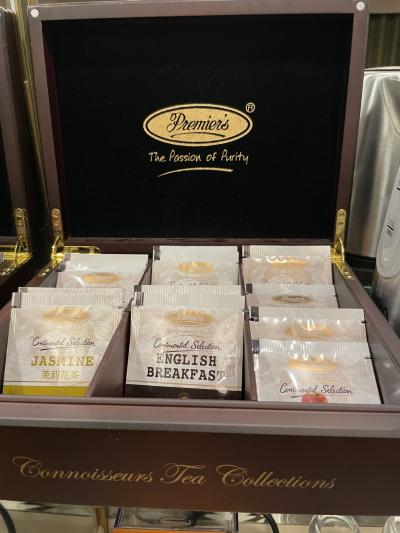 Premier's
®
The Passion of Purity
Continental Selection
JASMINE
茉莉花茶
Continental Selection
ENGLISH
BREAKFAST
Continental Selection
Connoisseurs Tea Collections